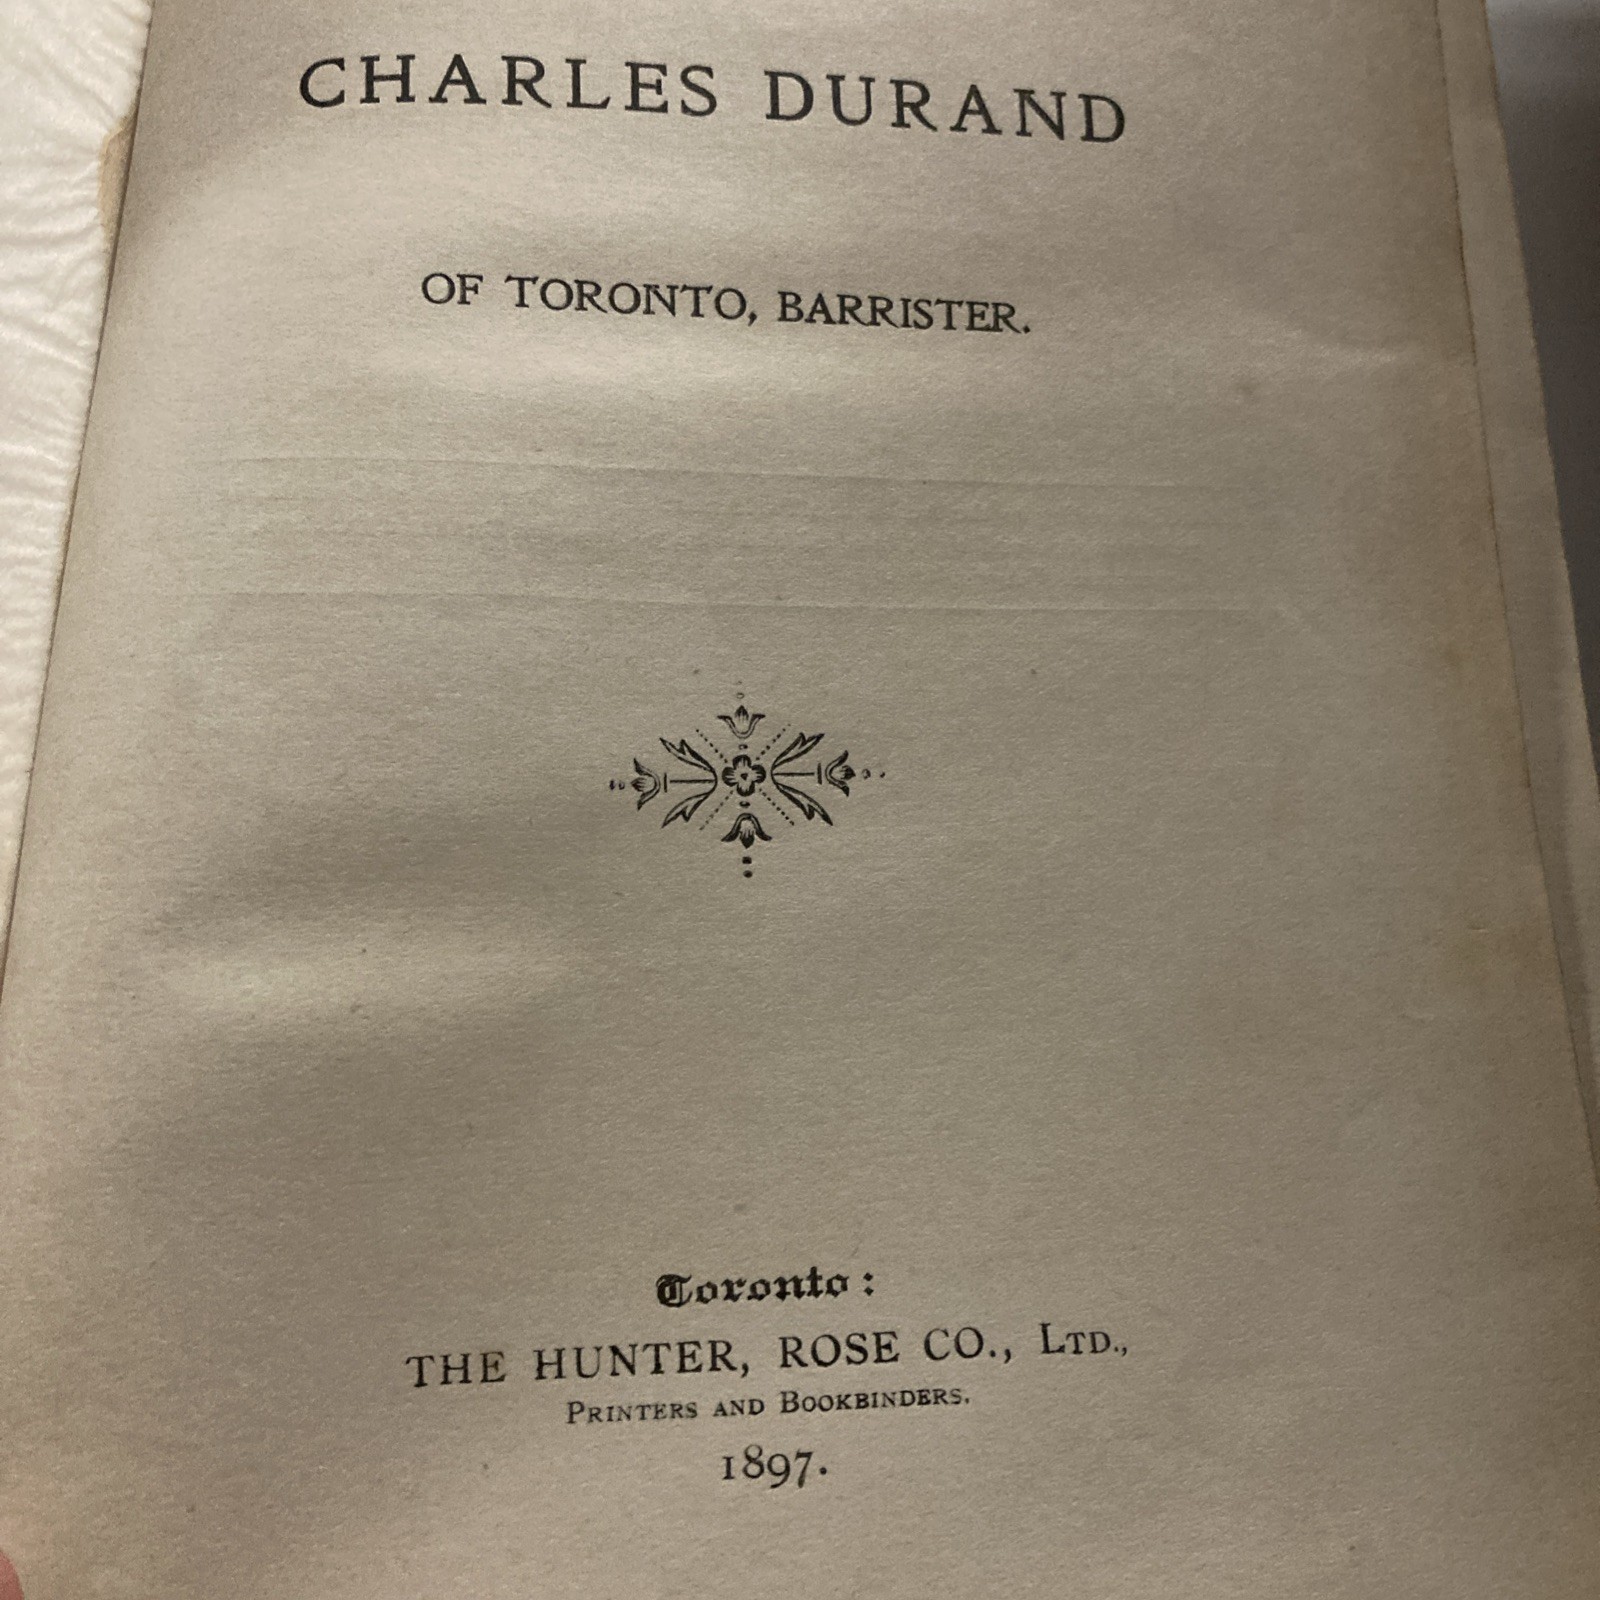 CHARLES DURAND
OF TORONTO, BARRISTER.
Toronto:
THE HUNTER, ROSE CO., LTD.,
PRINTERS AND BOOKBINDERS.
1897.